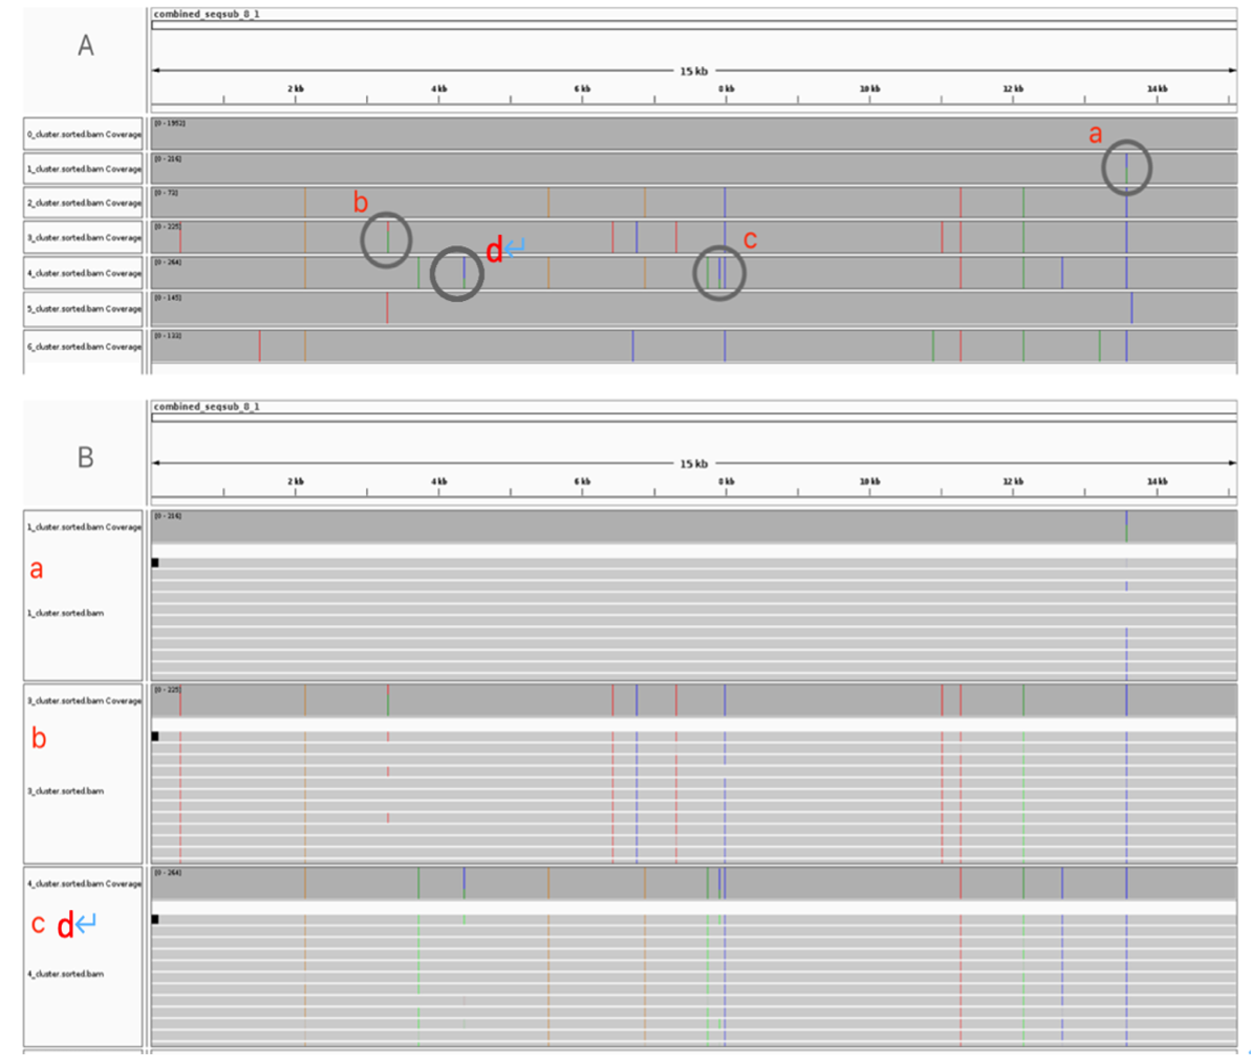 combined_seqsub_8_1
A
15 kb
2 kb 4 kb 6 kb 8 kb 10 kb 12 kb 14 kb
a
0_cluster.sorted.bam Coverage [0 - 1952]
1_cluster.sorted.bam Coverage [0 - 216]
2_cluster.sorted.bam Coverage [0 - 72]
b
3_cluster.sorted.bam Coverage [0 - 225]
d↵ c
4_cluster.sorted.bam Coverage [0 - 264]
5_cluster.sorted.bam Coverage [0 - 145]
6_cluster.sorted.bam Coverage
combined_seqsub_8_1
B
15 kb
2 kb 4 kb 6 kb 8 kb 10 kb 12 kb 14 kb
1_cluster.sorted.bam Coverage [0 - 216]
a
1_cluster.sorted.bam
3_cluster.sorted.bam Coverage [0 - 225]
b
3_cluster.sorted.bam
4_cluster.sorted.bam Coverage [0 - 264]
c d↵
4_cluster.sorted.bam